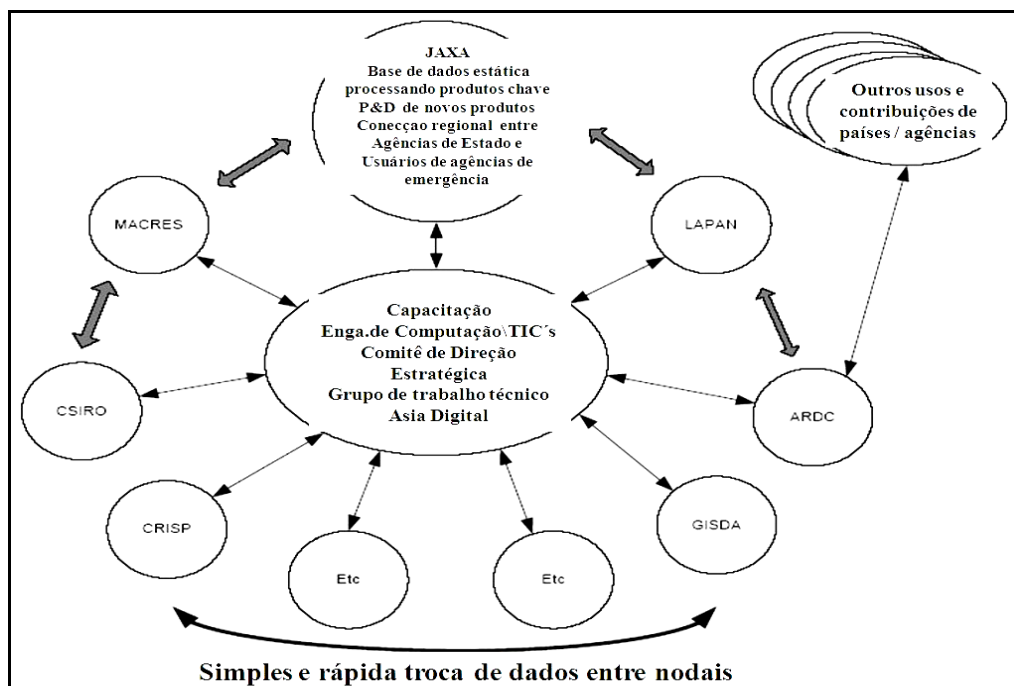 JAXA
Base de dados estática
processando produtos chave
P&D de novos produtos
Conecçao regional entre
Agências de Estado e
Usuários de agências de
emergência
Outros usos e
contribuições de
países / agências
MACRES
LAPAN
Capacitação
Enga.de Computação\TIC´s
Comitê de Direção
Estratégica
Grupo de trabalho técnico
Asia Digital
CSIRO
ARDC
CRISP
GISDA
Etc
Etc
Simples e rápida troca de dados entre nodais